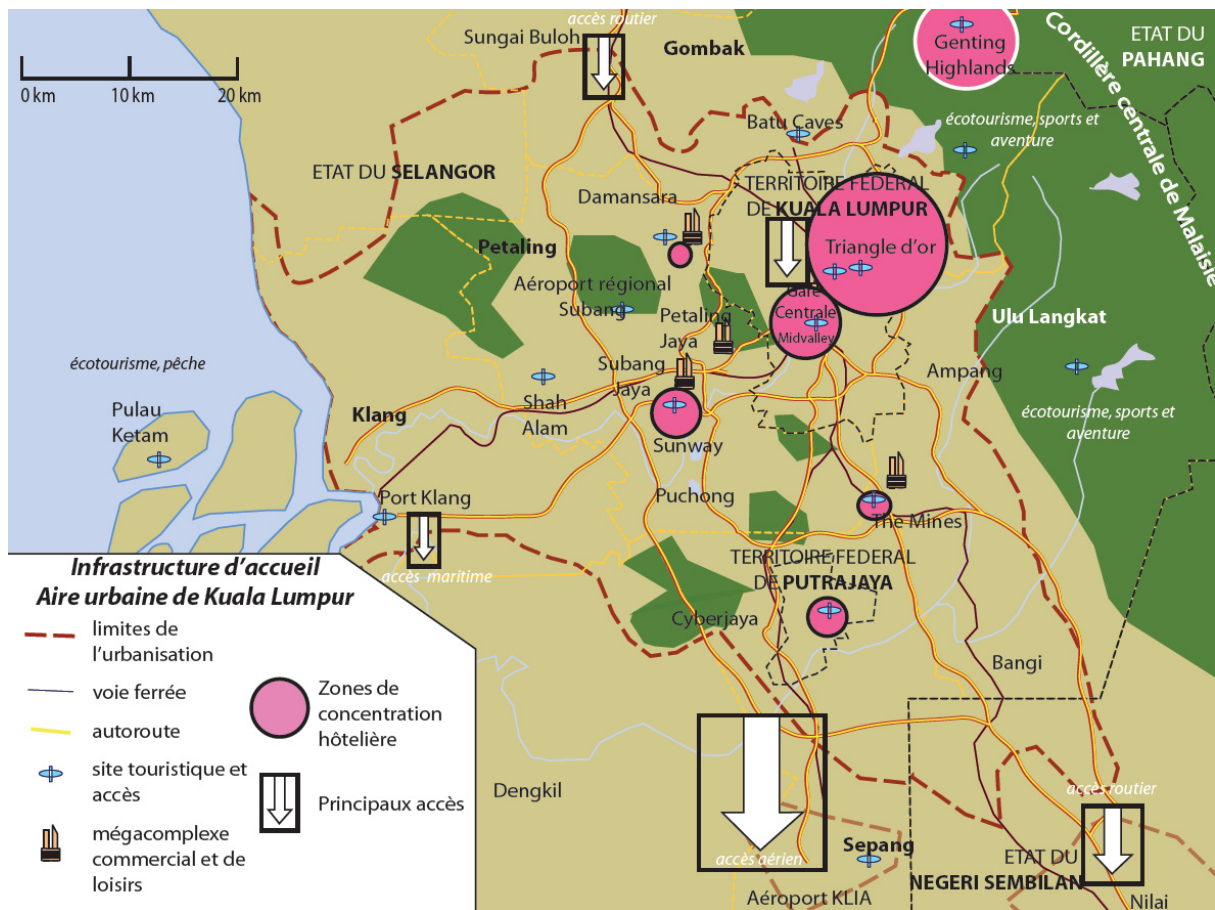 accès routier
Sungai Buloh
Gombak
Genting
Highlands
ETAT DU
PAHANG
Cordillère centrale de Malaisie
0 km
10 km
20 km
Batu Caves
écotourisme, sports et
aventure
ETAT DU SELANGOR
Damansara
TERRITOIRE FEDERAL
DE KUALA LUMPUR
Petaling
Triangle d'or
Aéroport régional
Subang
Gare
Centrale
Midvalley
Petaling
Jaya
Ulu Langkat
écotourisme, pêche
Subang
Jaya
Ampang
Pulau
Ketam
Klang
Shah
Alam
Sunway
écotourisme, sports et
aventure
Port Klang
Puchong
The Mines
accès maritime
TERRITOIRE FEDERAL
DE PUTRAJAYA
Cyberjaya
Bangi
Dengkil
accès routier
accès aérien
Sepang
Aéroport KLIA
ETAT DU
NEGERI SEMBILAN
Nilai
Infrastructure d'accueil
Aire urbaine de Kuala Lumpur
limites de
l'urbanisation
voie ferrée
autoroute
site touristique et
accès
mégacomplexe
commercial et de
loisirs
Zones de
concentration
hôtelière
Principaux accès